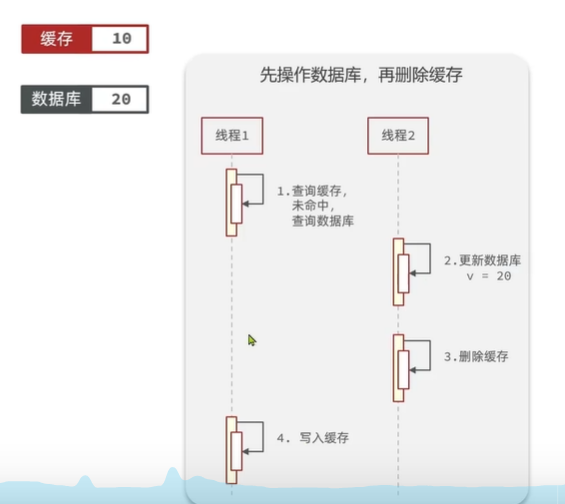 缓存 10
数据库 20
先操作数据库，再删除缓存
线程1 线程2
1.查询缓存，
未命中，
查询数据库
2.更新数据库
v = 20
3.删除缓存
4. 写入缓存